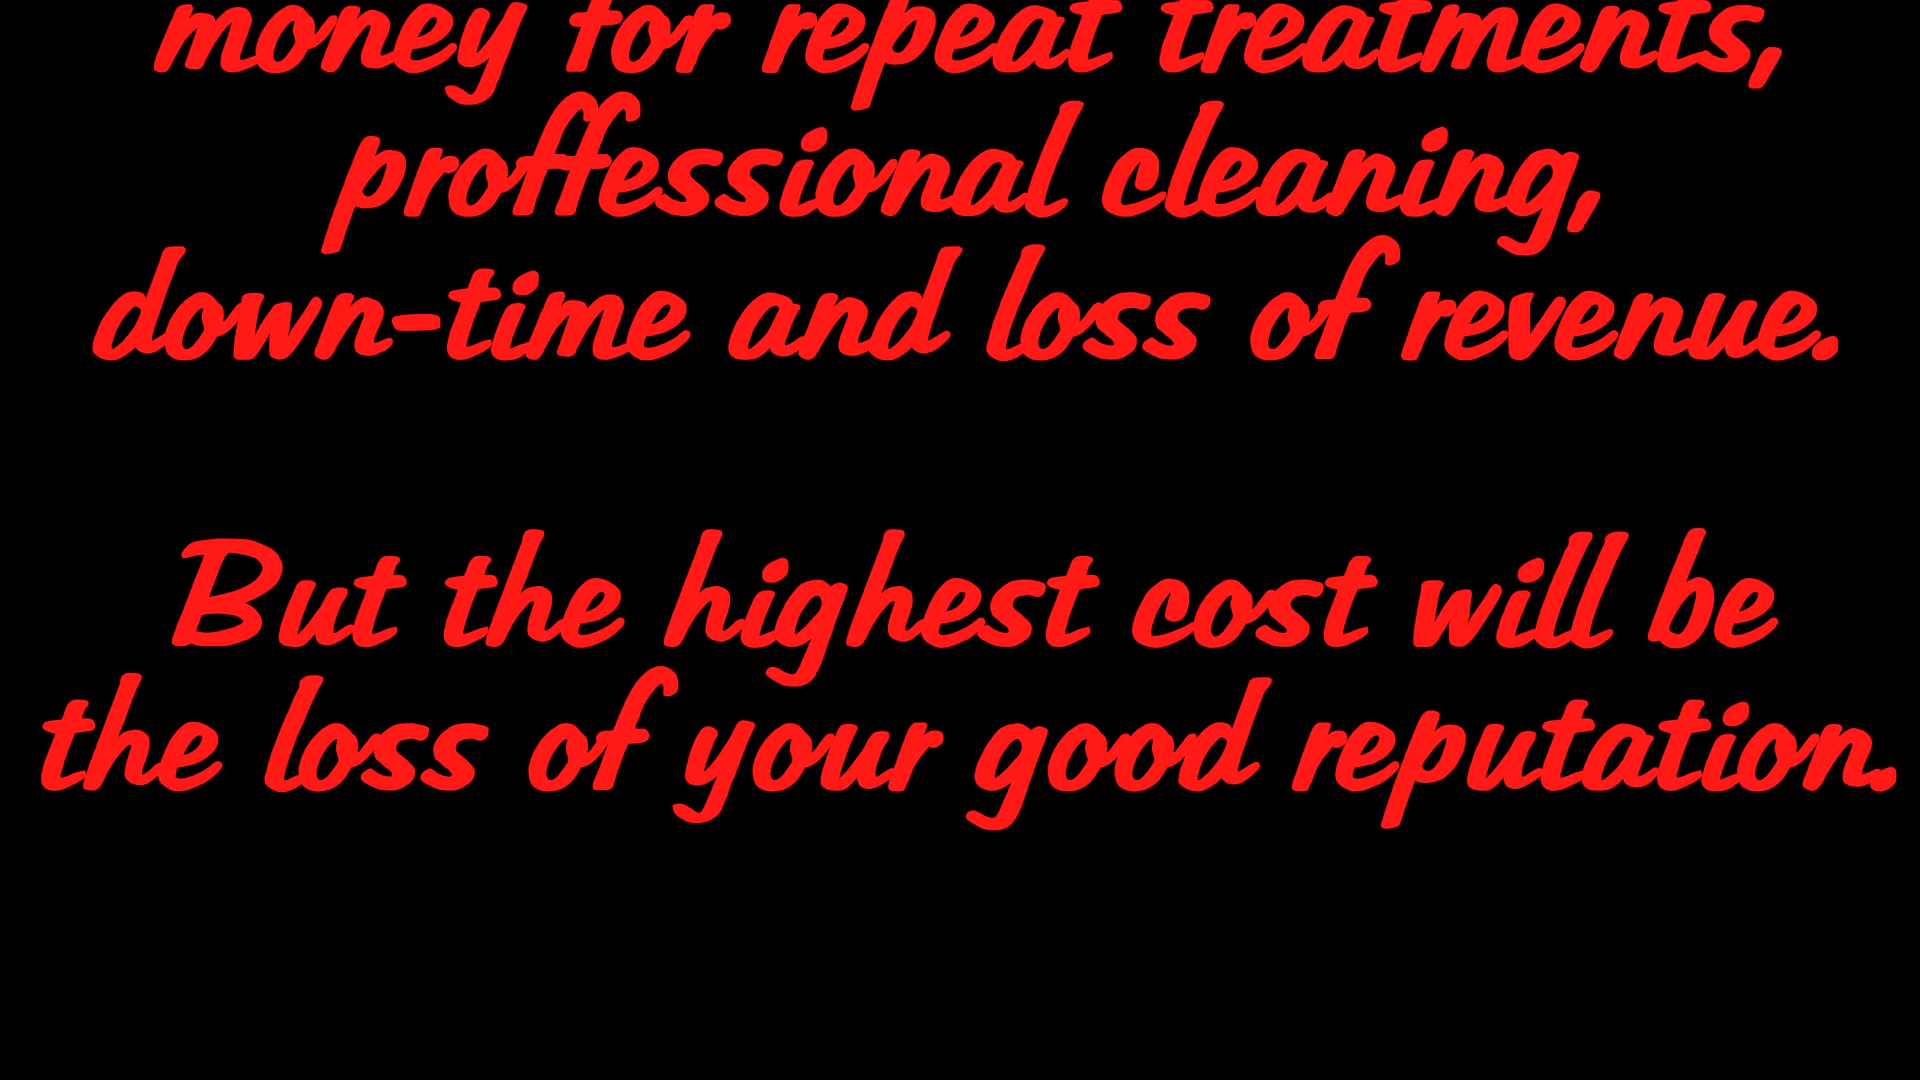 money for repeat treatments,
proffessional cleaning,
down-time and loss of revenue.
But the highest cost will be
the loss of your good reputation.